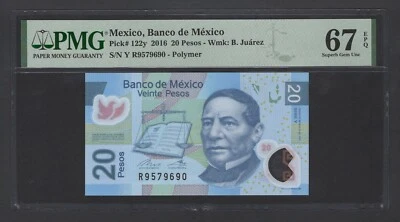 PMG
PAPER MONEY GUARANTY
Mexico, Banco de México
Pick# 122y 2016 20 Pesos - Wmk: B. Juárez
S/N Y R9579690 - Polymer
67 EPQ
Superb Gem Unc
Banco de México
Veinte Pesos
20
20 Pesos
20
R9579690